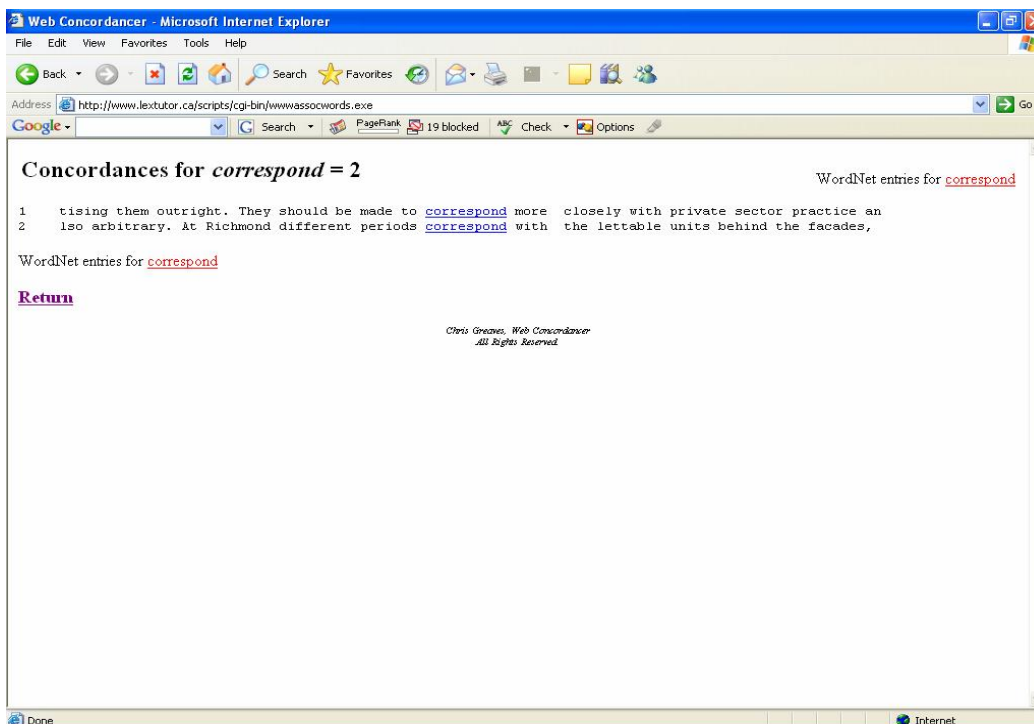 Web Concordancer - Microsoft Internet Explorer
File Edit View Favorites Tools Help
Back Search Favorites
Address http://www.lextutor.ca/scripts/cgi-bin/wwwassocwords.exe Go
Google Search PageRank 19 blocked ABC Check Options
Concordances for correspond = 2
WordNet entries for correspond
1 tising them outright. They should be made to correspond more closely with private sector practice an
2 lso arbitrary. At Richmond different periods correspond with the lettable units behind the facades,
WordNet entries for correspond
Return
Chris Greaves, Web Concordancer
All Rights Reserved.
Done Internet